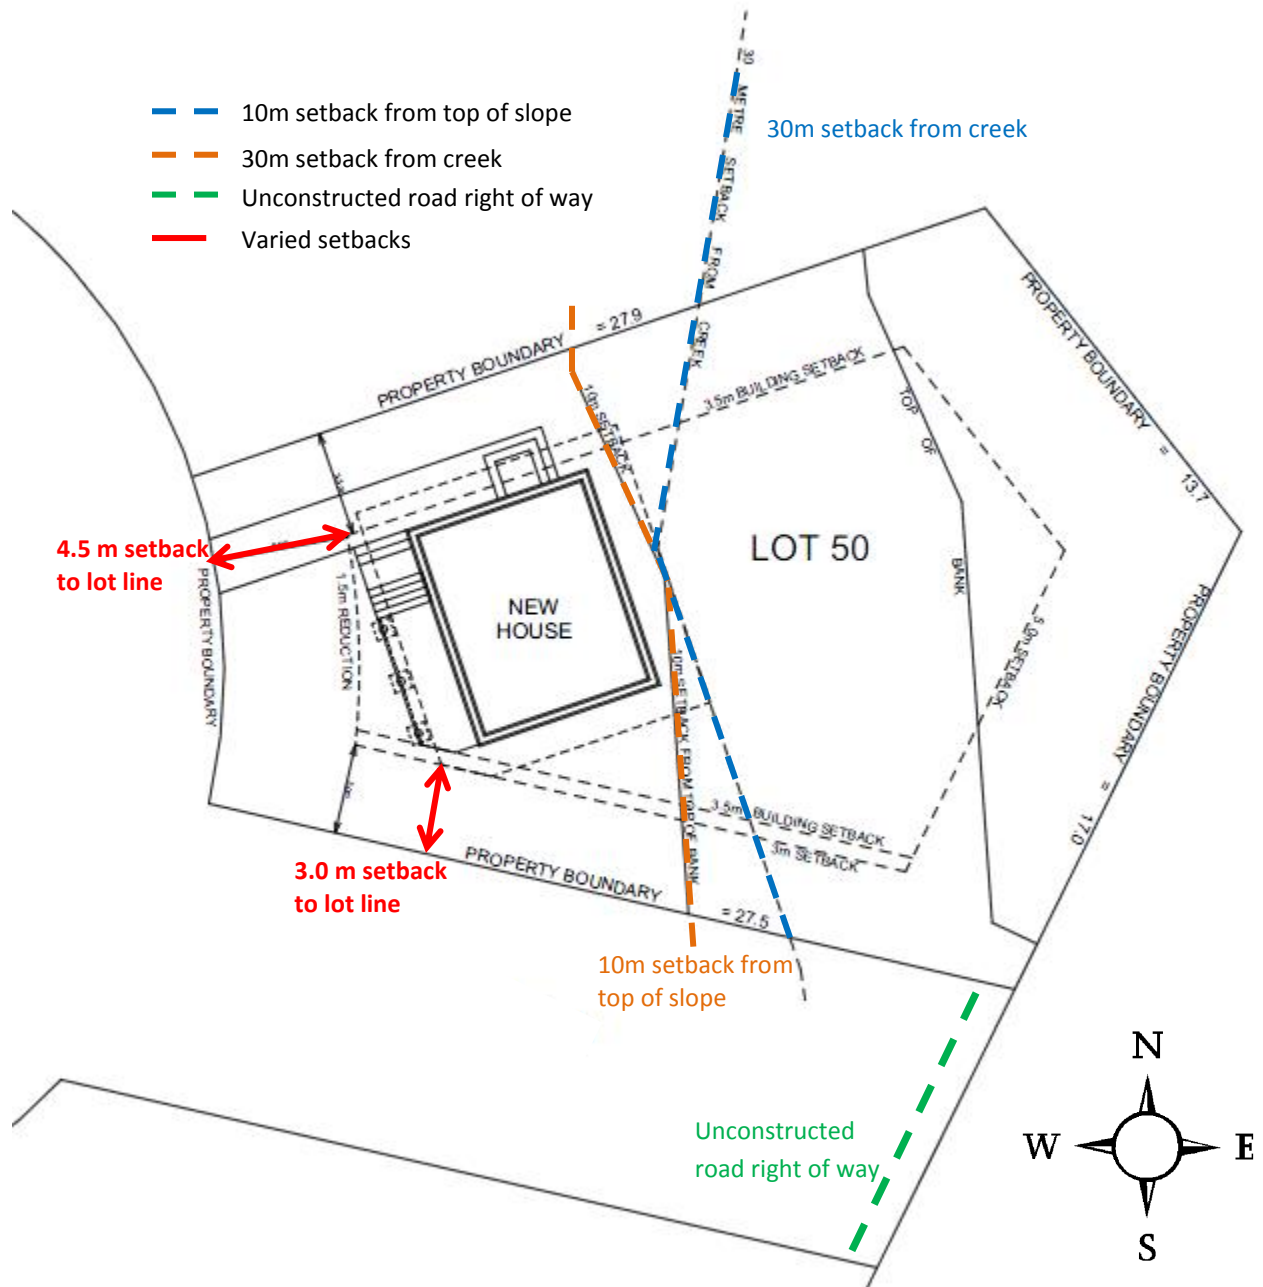 10m setback from top of slope
30m setback from creek
Unconstructed road right of way
Varied setbacks
30 METRE SETBACK FROM CREEK
30m setback from creek
PROPERTY BOUNDARY = 27.9
PROPERTY BOUNDARY = 13.7
10m SETBACK
3.5m BUILDING SETBACK
TOP OF BANK
LOT 50
4.5 m setback
to lot line
1.5m REDUCTION
NEW
HOUSE
PROPERTY BOUNDARY
5.0m SETBACK
PROPERTY BOUNDARY = 17.0
10m SETBACK FROM TOP OF BANK
3.5m BUILDING SETBACK
3m SETBACK
3.0 m setback
to lot line
PROPERTY BOUNDARY = 27.5
10m setback from
top of slope
Unconstructed
road right of way
N
W
E
S